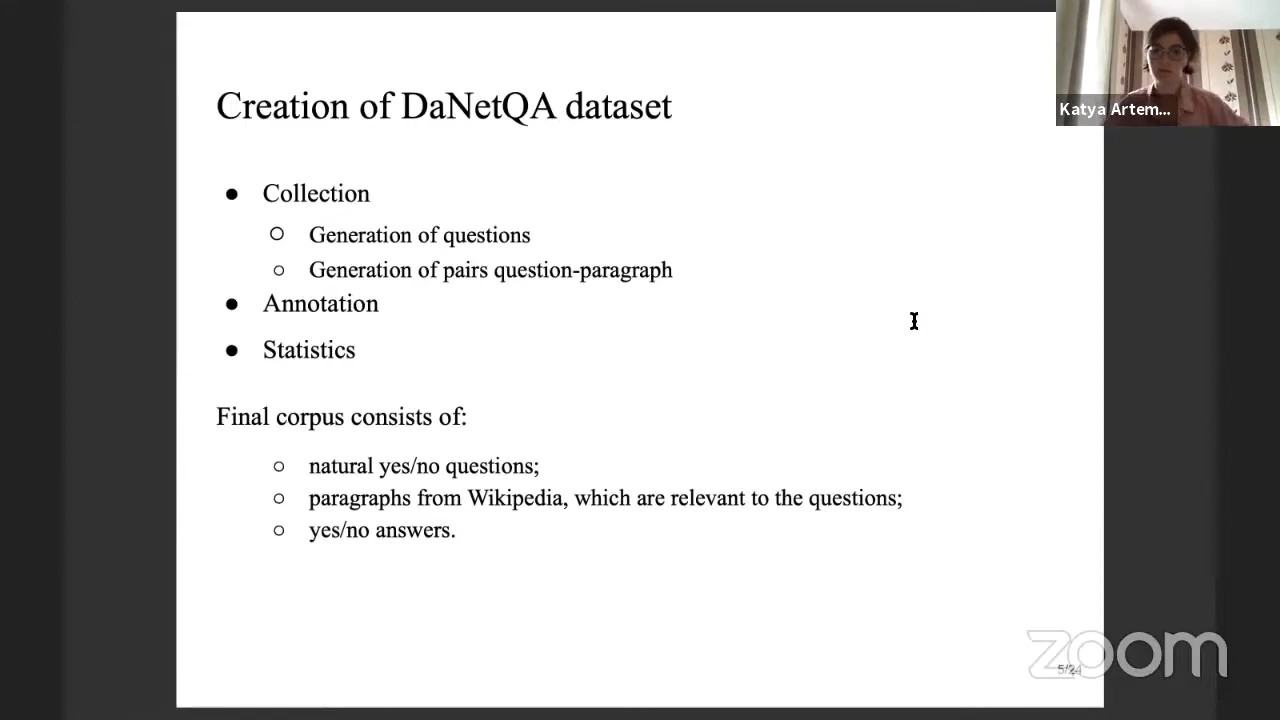 Creation of DaNetQA dataset
Katya Artem...
Collection
Generation of questions
Generation of pairs question-paragraph
Annotation
Statistics
Final corpus consists of:
natural yes/no questions;
paragraphs from Wikipedia, which are relevant to the questions;
yes/no answers.
zoom
5/24